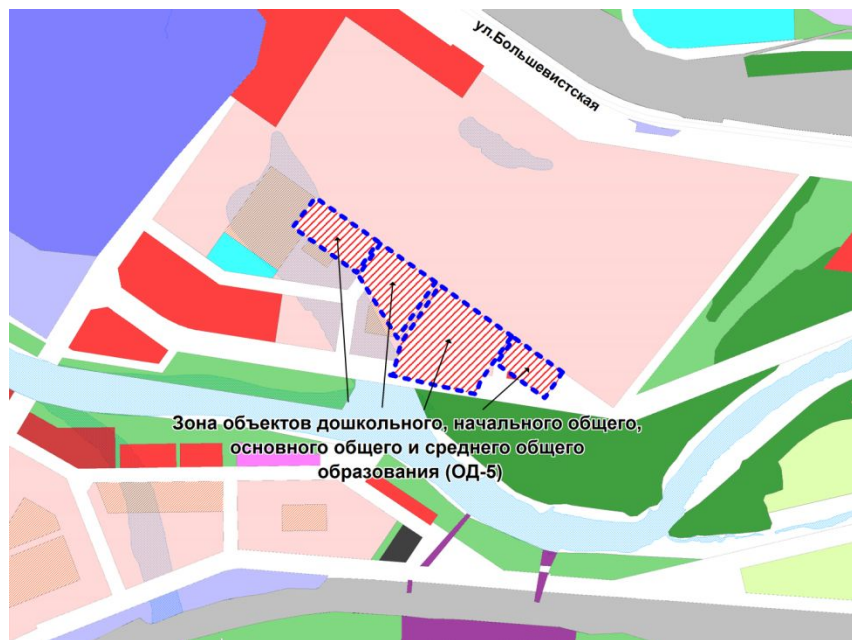 ул.Большевистская
Зона объектов дошкольного, начального общего,
основного общего и среднего общего
образования (ОД-5)